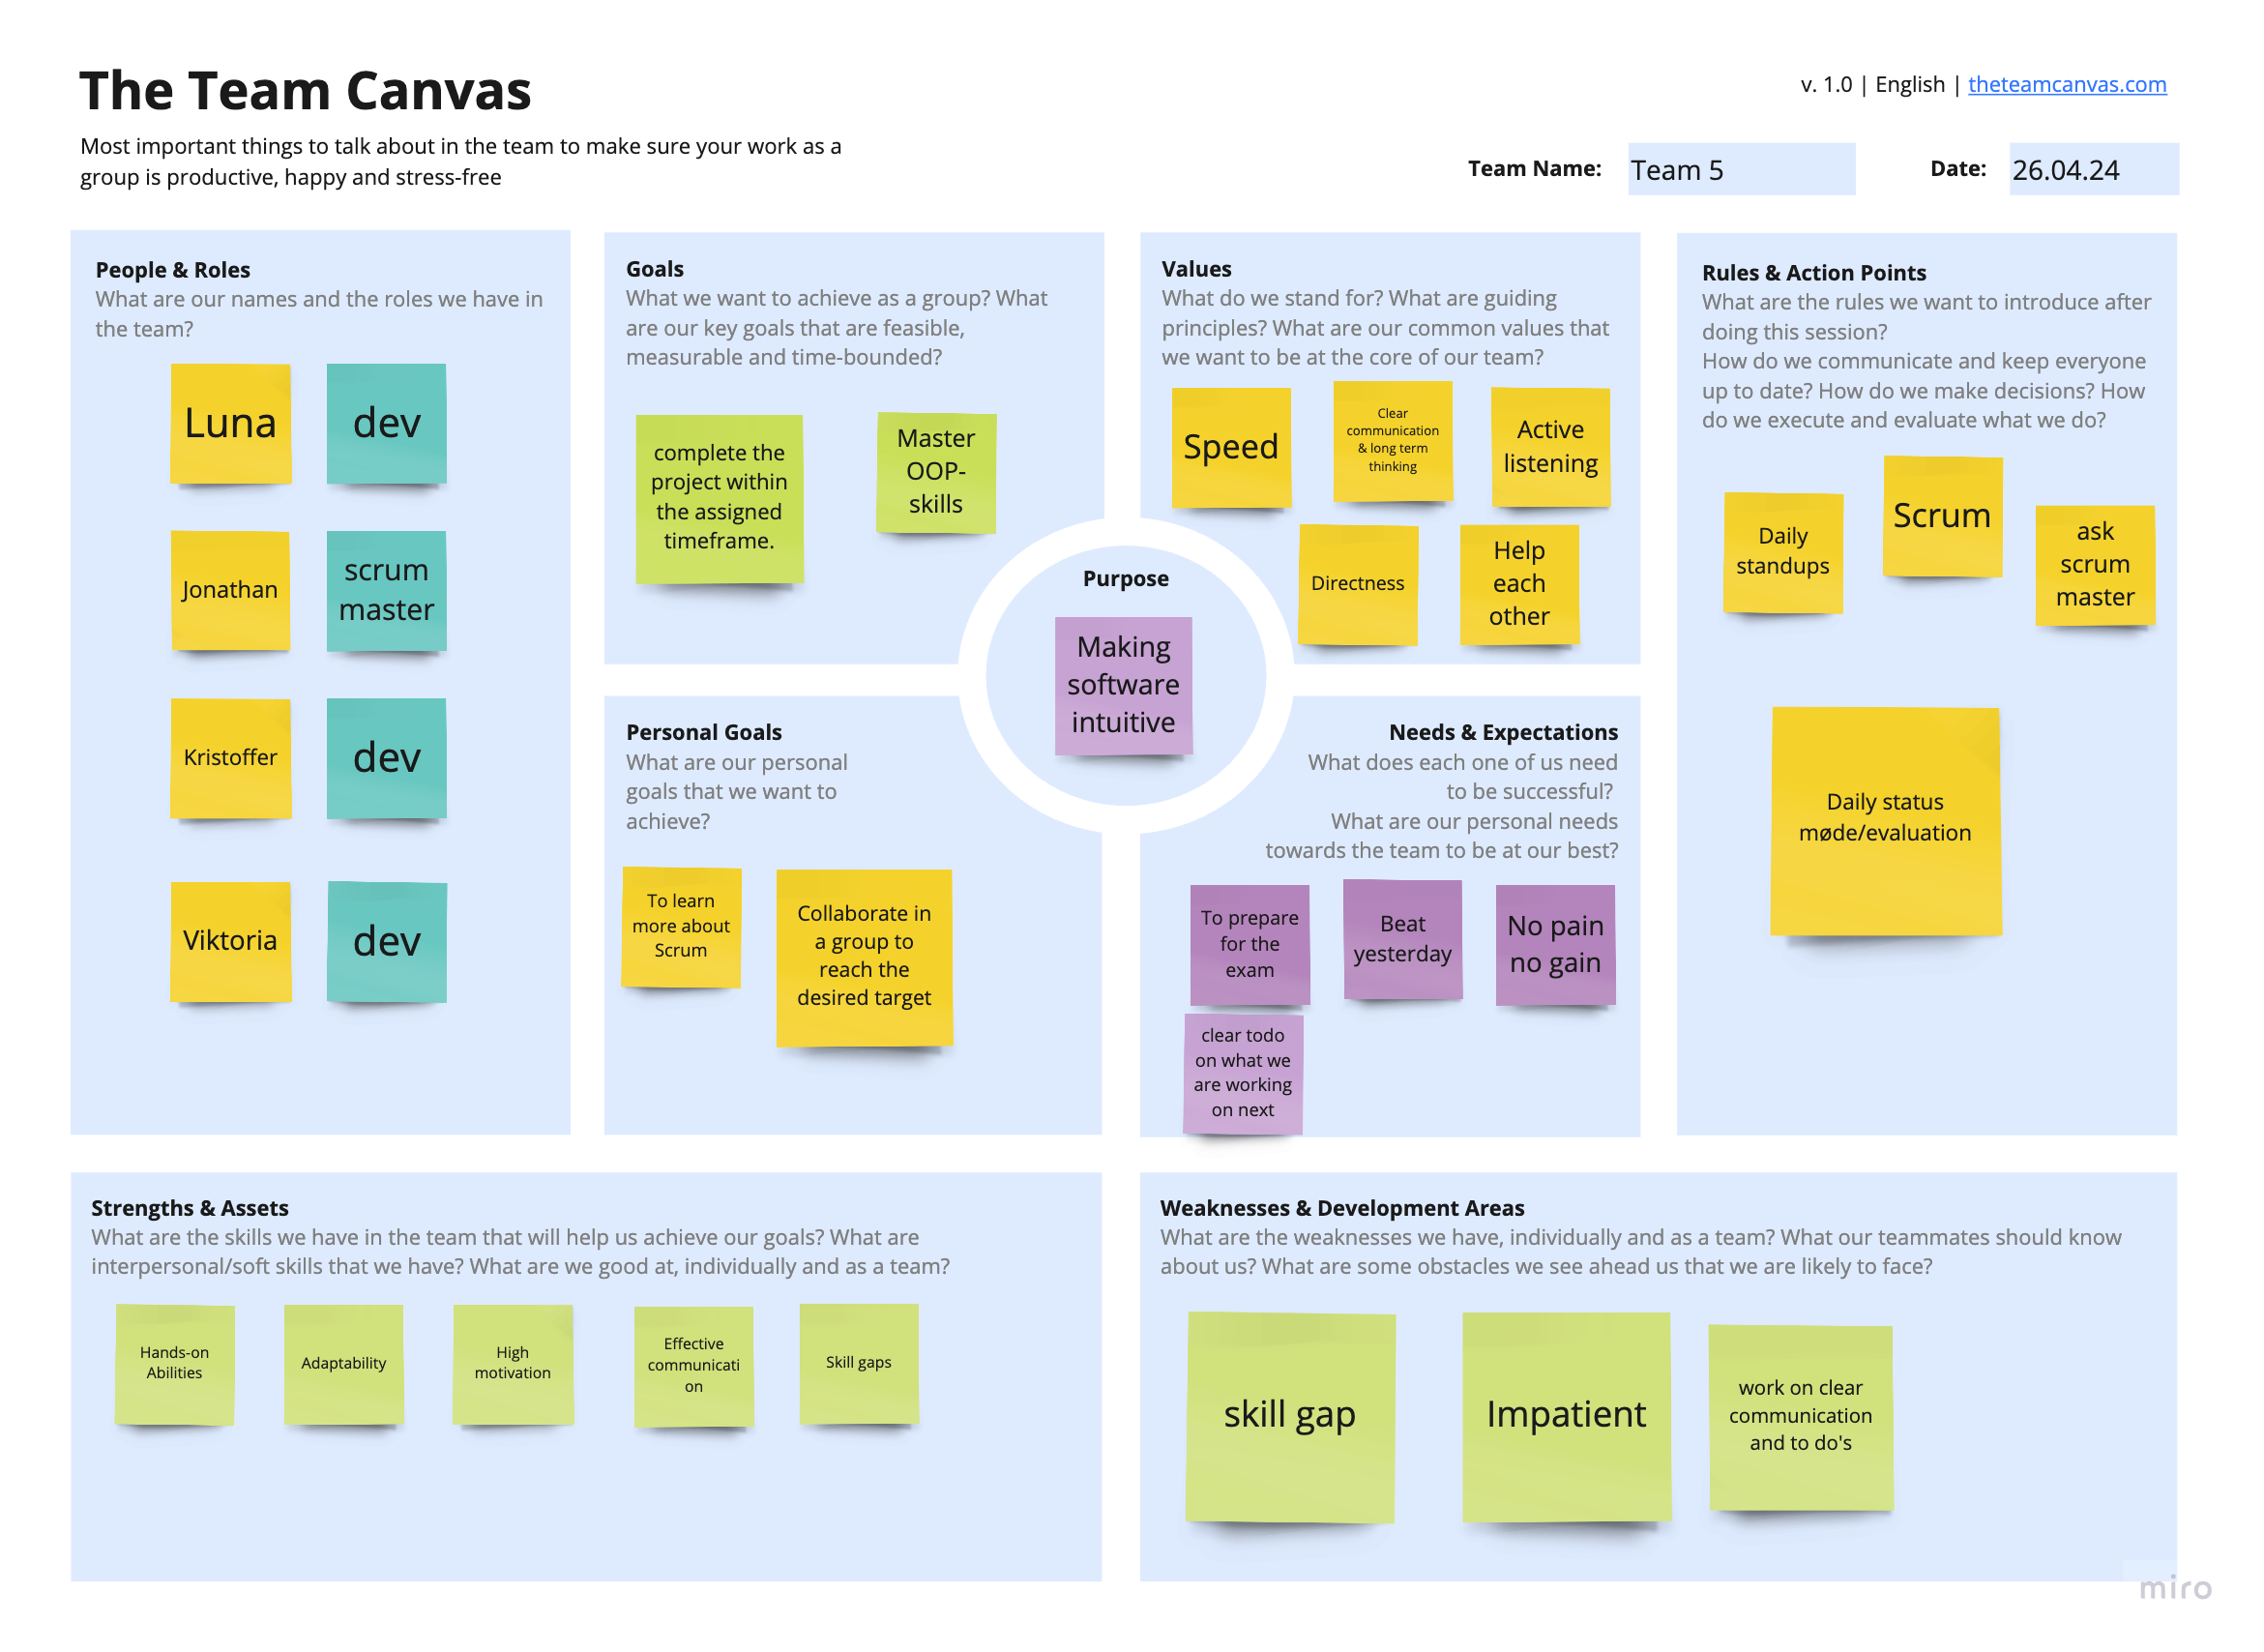 The Team Canvas
Most important things to talk about in the team to make sure your work as a
group is productive, happy and stress-free
v. 1.0 | English | theteamcanvas.com
Team Name:
Team 5
Date:
26.04.24
People & Roles
What are our names and the roles we have in
the team?
Luna
dev
Jonathan
scrum
master
Kristoffer
dev
Viktoria
dev
Goals
What we want to achieve as a group? What
are our key goals that are feasible,
measurable and time-bounded?
complete the
project within
the assigned
timeframe.
Master
OOP-
skills
Purpose
Making
software
intuitive
Values
What do we stand for? What are guiding
principles? What are our common values that
we want to be at the core of our team?
Speed
Clear
communication
& long term
thinking
Active
listening
Directness
Help
each
other
Rules & Action Points
What are the rules we want to introduce after
doing this session?
How do we communicate and keep everyone
up to date? How do we make decisions? How
do we execute and evaluate what we do?
Daily
standups
Scrum
ask
scrum
master
Daily status
møde/evaluation
Personal Goals
What are our personal
goals that we want to
achieve?
To learn
more about
Scrum
Collaborate in
a group to
reach the
desired target
Needs & Expectations
What does each one of us need
to be successful?
What are our personal needs
towards the team to be at our best?
To prepare
for the
exam
Beat
yesterday
No pain
no gain
clear todo
on what we
are working
on next
Strengths & Assets
What are the skills we have in the team that will help us achieve our goals? What are
interpersonal/soft skills that we have? What are we good at, individually and as a team?
Hands-on
Abilities
Adaptability
High
motivation
Effective
communicati
on
Skill gaps
Weaknesses & Development Areas
What are the weaknesses we have, individually and as a team? What our teammates should know
about us? What are some obstacles we see ahead us that we are likely to face?
skill gap
Impatient
work on clear
communication
and to do's
miro